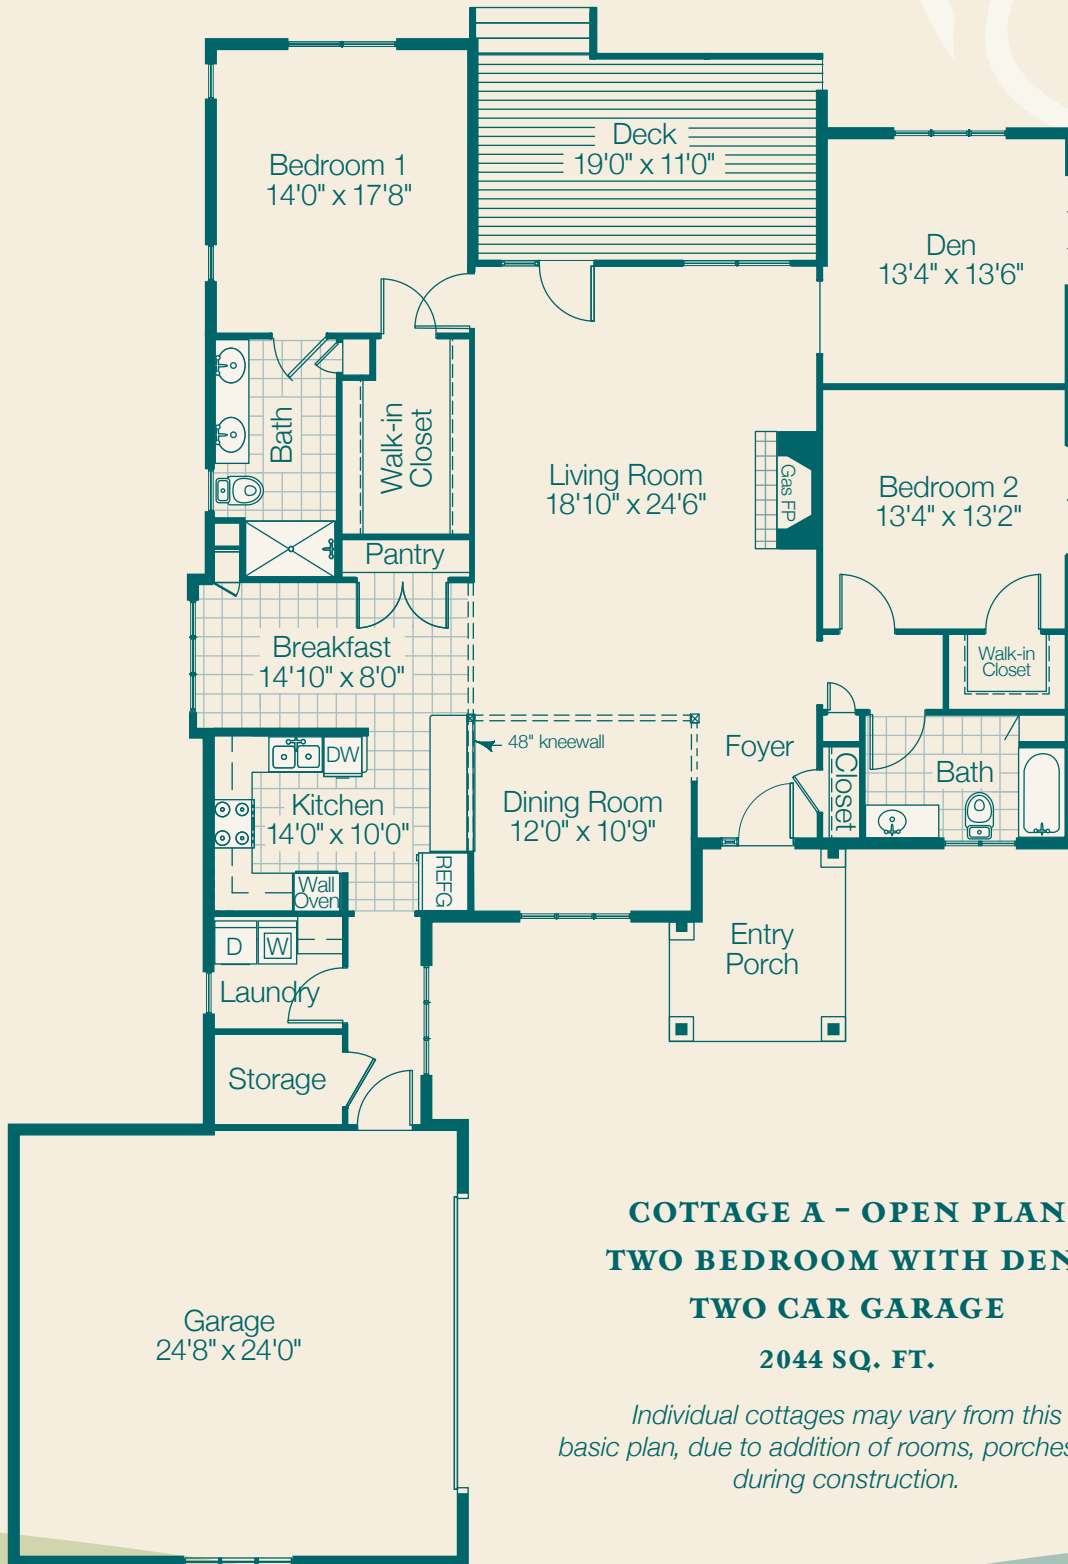 Deck
19'0" x 11'0"
Bedroom 1
14'0" x 17'8"
Den
13'4" x 13'6"
Bath
Walk-in
Closet
Living Room
18'10" x 24'6"
Gas FP
Bedroom 2
13'4" x 13'2"
Pantry
Breakfast
14'10" x 8'0"
Walk-in
Closet
48" kneewall
Foyer
DW
Closet
Bath
Kitchen
14'0" x 10'0"
Dining Room
12'0" x 10'9"
Wall
Oven
REFG
D
W
Entry
Porch
Laundry
Storage
Garage
24'8" x 24'0"
COTTAGE A – OPEN PLAN
TWO BEDROOM WITH DEN
TWO CAR GARAGE
2044 SQ. FT.
Individual cottages may vary from this
basic plan, due to addition of rooms, porches
during construction.